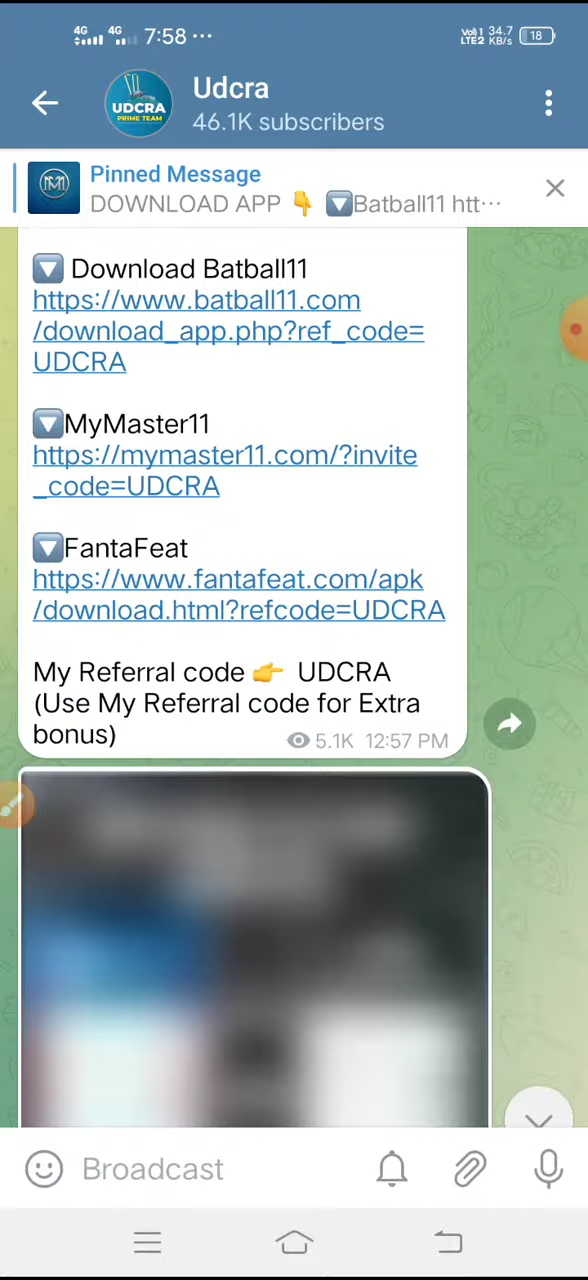 4G 4G 7:58 ··· Vo) 1 LTE2 34.7 KB/s 18
UDCRA
PRIME TEAM
Udcra
46.1K subscribers
Pinned Message
DOWNLOAD APP 👇 🔽Batball11 htt···
🔽 Download Batball11
https://www.batball11.com
/download_app.php?ref_code=
UDCRA
🔽MyMaster11
https://mymaster11.com/?invite
_code=UDCRA
🔽FantaFeat
https://www.fantafeat.com/apk
/download.html?refcode=UDCRA
My Referral code 👉 UDCRA
(Use My Referral code for Extra
bonus)
5.1K 12:57 PM
Broadcast